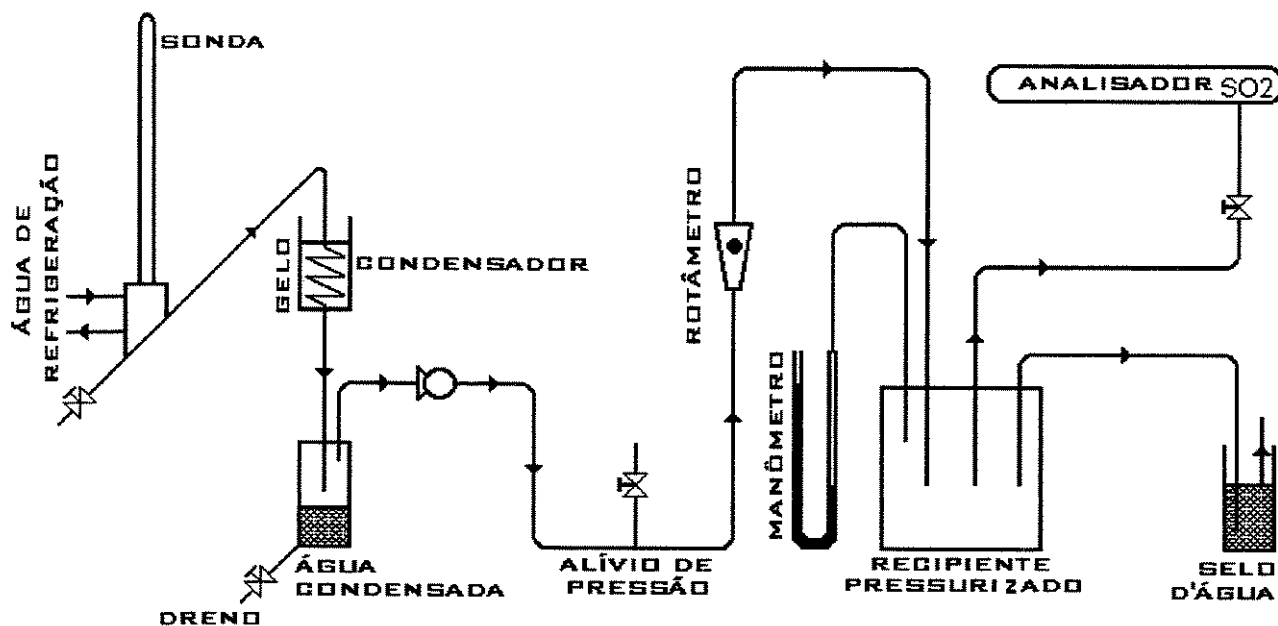 SONDA
ANALISADOR SO2
ÁGUA DE
REFRIGERAÇÃO
GELO
CONDENSADOR
ROTÂMETRO
MANÔMETRO
ÁGUA
CONDENSADA
DRENO
ALÍVIO DE
PRESSÃO
RECIPIENTE
PRESSURIZADO
SELO
D'ÁGUA